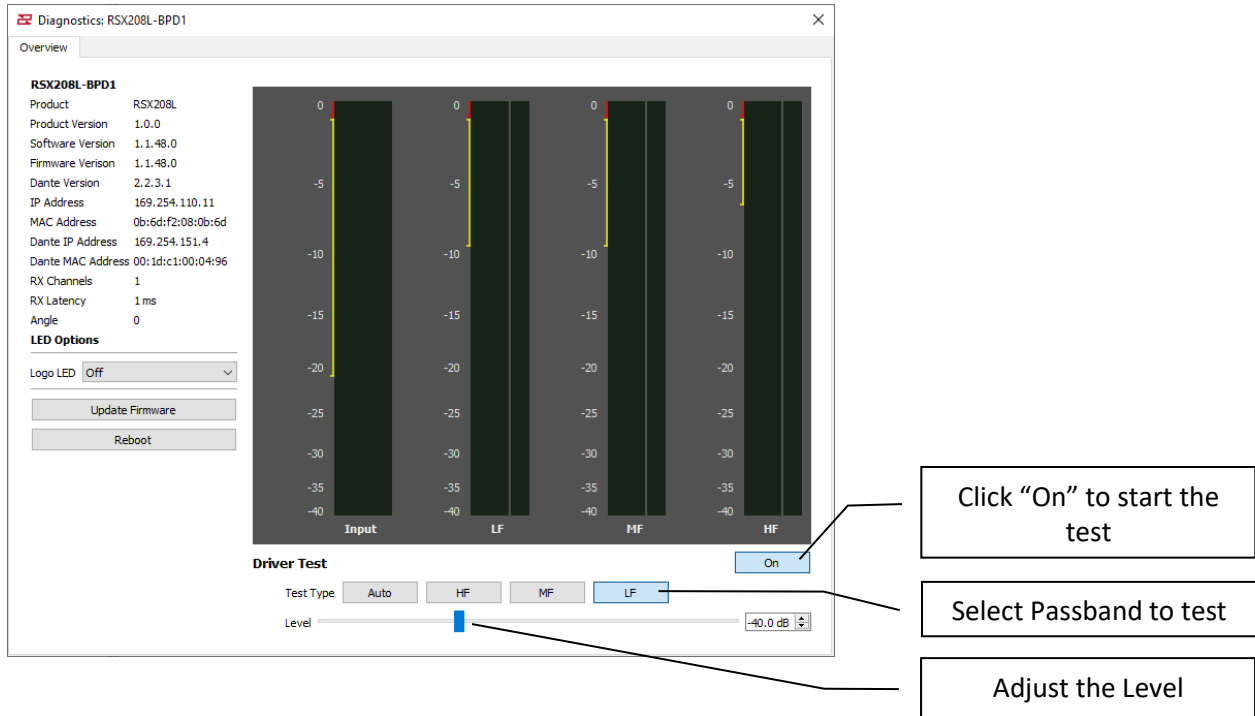 Diagnostics: RSX208L-BPD1
Overview
RSX208L-BPD1
Product RSX208L
Product Version 1.0.0
Software Version 1.1.48.0
Firmware Verison 1.1.48.0
Dante Version 2.2.3.1
IP Address 169.254.110.11
MAC Address 0b:6d:f2:08:0b:6d
Dante IP Address 169.254.151.4
Dante MAC Address 00:1d:c1:00:04:96
RX Channels 1
RX Latency 1 ms
Angle 0
LED Options
Logo LED Off
Update Firmware
Reboot
0 0 0 0
-5 -5 -5 -5
-10 -10 -10 -10
-15 -15 -15 -15
-20 -20 -20 -20
-25 -25 -25 -25
-30 -30 -30 -30
-35 -35 -35 -35
-40 -40 -40 -40
Input LF MF HF
Driver Test On
Test Type Auto HF MF LF
Level -40.0 dB
Click “On” to start the
test
Select Passband to test
Adjust the Level